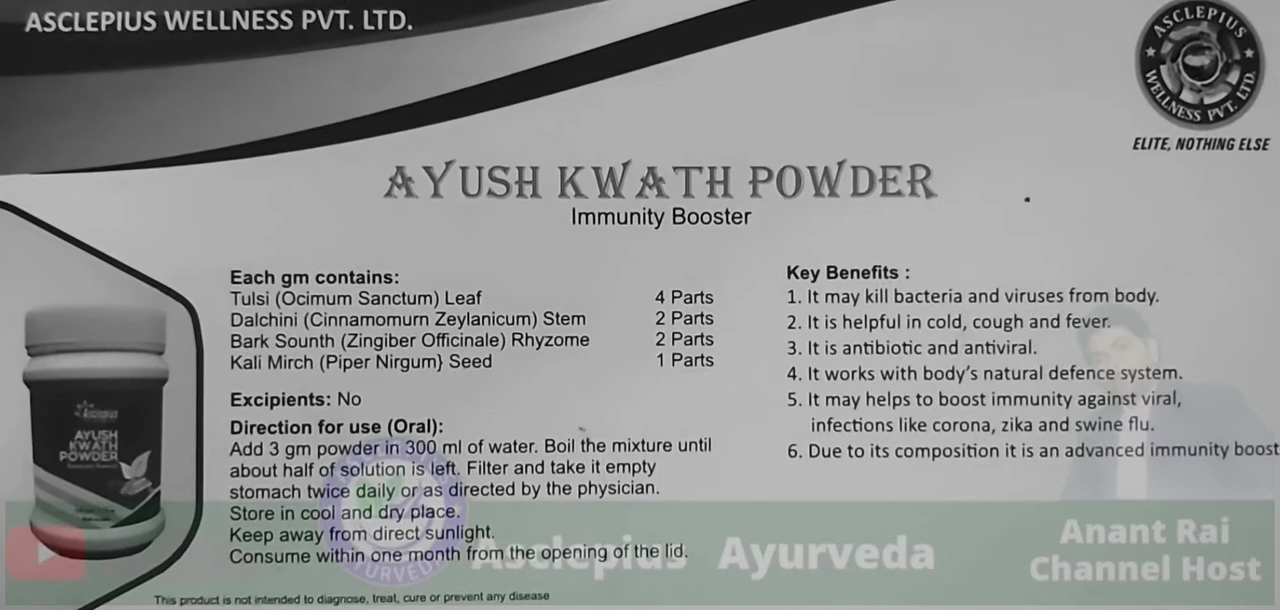 ASCLEPIUS WELLNESS PVT. LTD.
ASCLEPIUS
WELLNESS PVT. LTD.
ELITE, NOTHING ELSE
AYUSH KWATH POWDER
Immunity Booster
Each gm contains:
Tulsi (Ocimum Sanctum) Leaf 4 Parts
Dalchini (Cinnamomurn Zeylanicum) Stem 2 Parts
Bark Sounth (Zingiber Officinale) Rhyzome 2 Parts
Kali Mirch (Piper Nirgum} Seed 1 Parts
Excipients: No
Direction for use (Oral):
Add 3 gm powder in 300 ml of water. Boil the mixture until
about half of solution is left. Filter and take it empty
stomach twice daily or as directed by the physician.
Store in cool and dry place.
Keep away from direct sunlight.
Consume within one month from the opening of the lid.
Key Benefits :
1. It may kill bacteria and viruses from body.
2. It is helpful in cold, cough and fever.
3. It is antibiotic and antiviral.
4. It works with body's natural defence system.
5. It may helps to boost immunity against viral,
infections like corona, zika and swine flu.
6. Due to its composition it is an advanced immunity boost
Asclepius
AYUSH
KWATH
POWDER
AYURVEDA
Asclepius Ayurveda
Anant Rai
Channel Host
This product is not intended to diagnose, treat, cure or prevent any disease